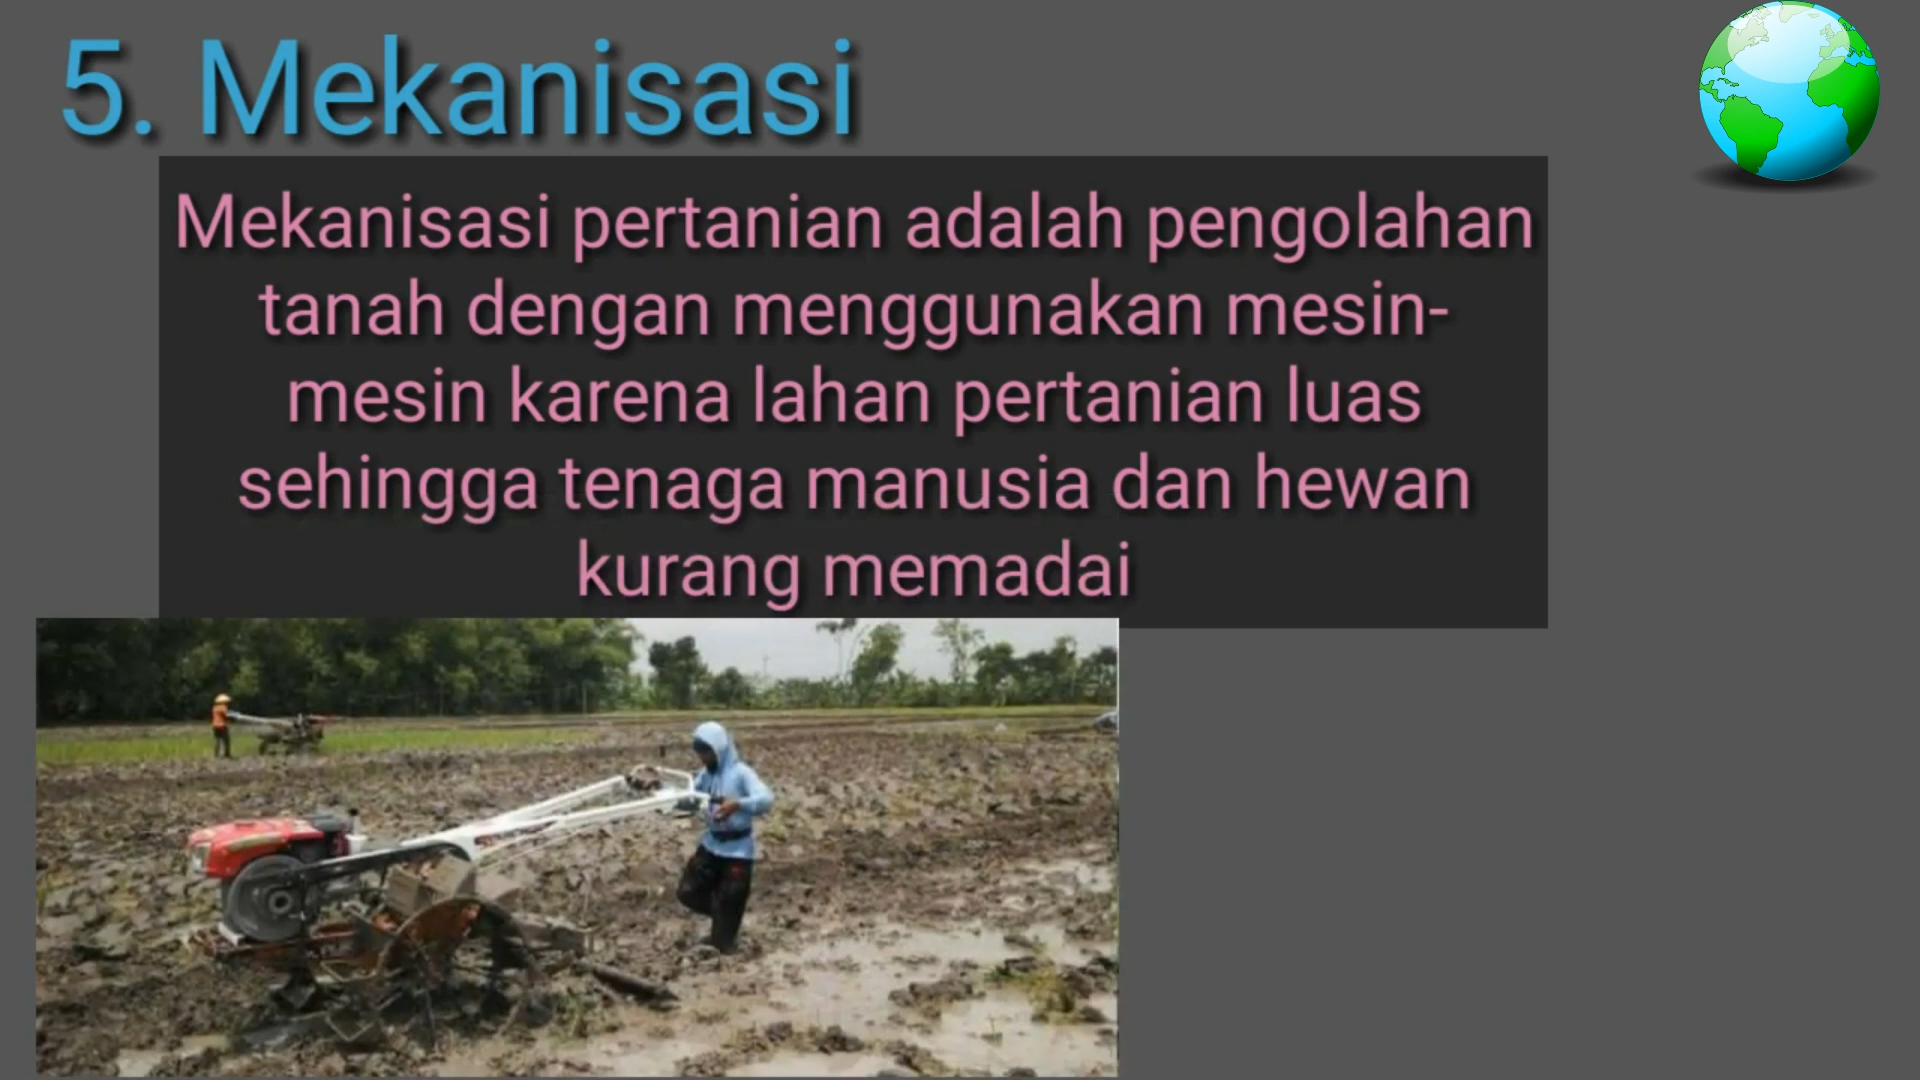 5. Mekanisasi
Mekanisasi pertanian adalah pengolahan
tanah dengan menggunakan mesin-
mesin karena lahan pertanian luas
sehingga tenaga manusia dan hewan
kurang memadai